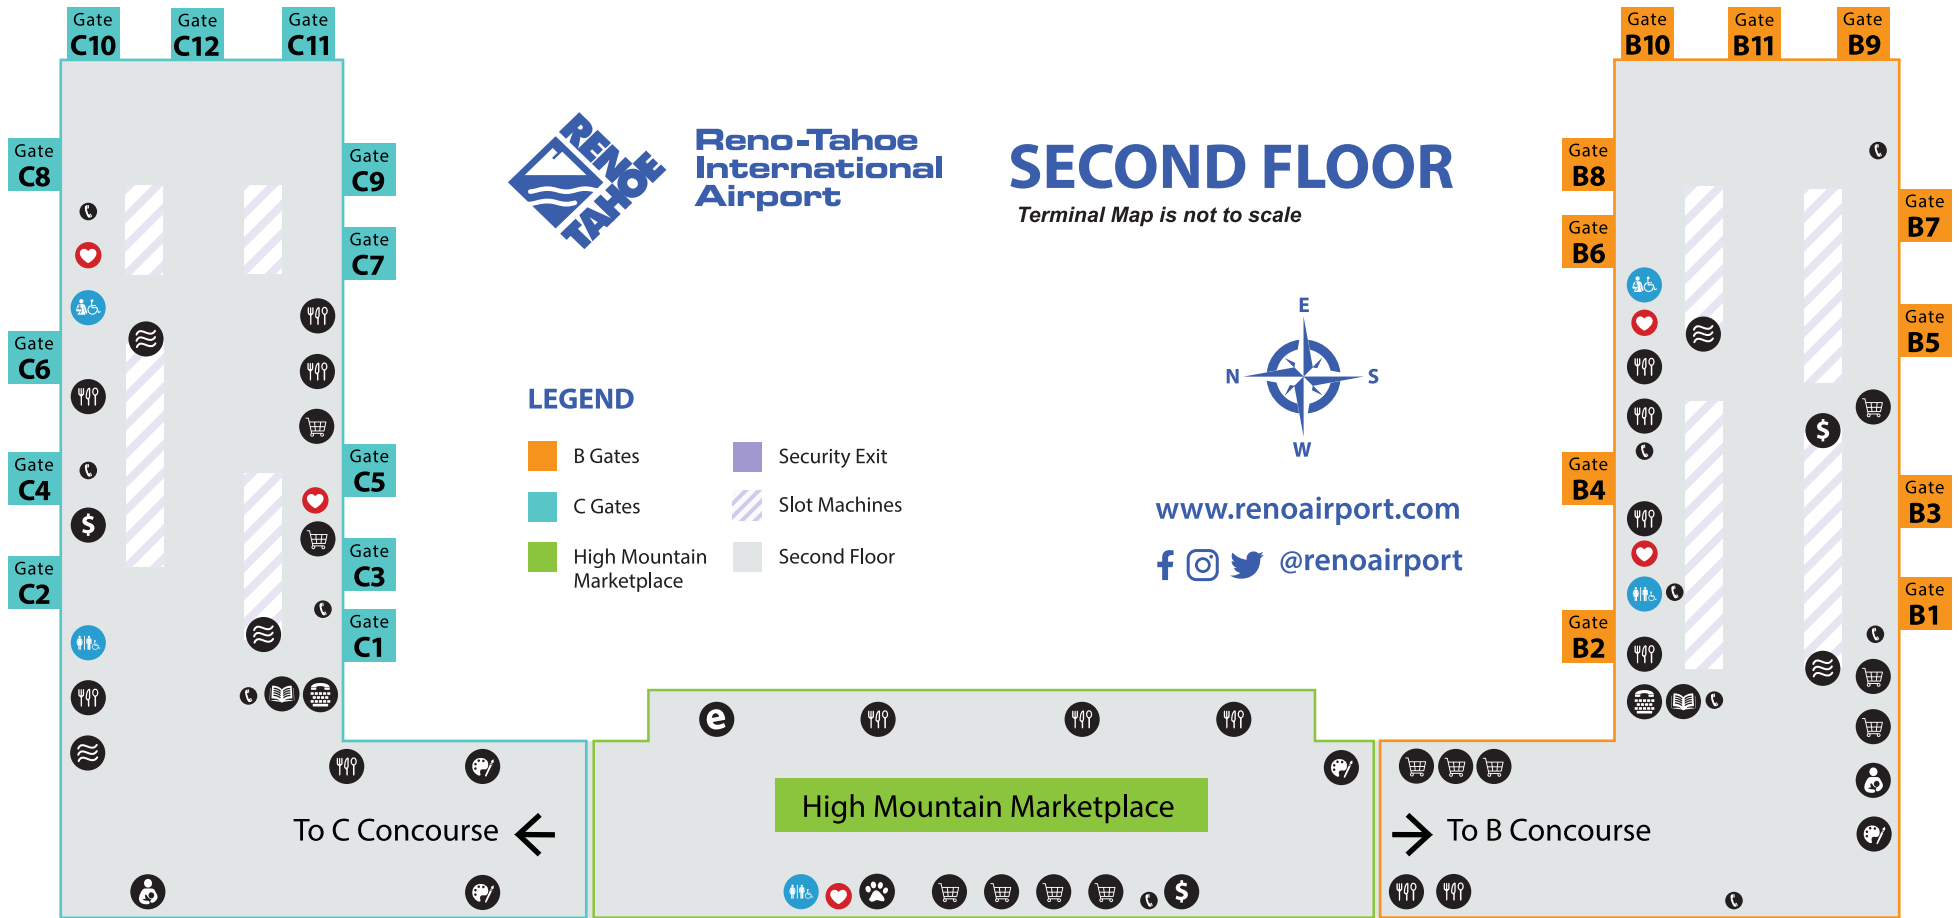 Gate
C10
Gate
C12
Gate
C11
Gate
B10
Gate
B11
Gate
B9
Gate
C8
Gate
C9
Gate
C7
Gate
C6
Gate
C4
Gate
C5
Gate
C2
Gate
C3
Gate
C1
RENO
TAHOE
Reno-Tahoe
International
Airport
SECOND FLOOR
Terminal Map is not to scale
E
N
S
W
LEGEND
B Gates
C Gates
High Mountain
Marketplace
Security Exit
Slot Machines
Second Floor
www.renoairport.com
@renoairport
Gate
B8
Gate
B6
Gate
B7
Gate
B5
Gate
B4
Gate
B3
Gate
B2
Gate
B1
$
$
e
High Mountain Marketplace
To C Concourse
To B Concourse
$